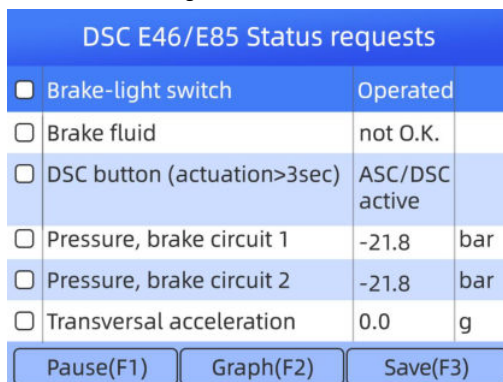 DSC E46/E85 Status requests
Brake-light switch Operated
Brake fluid not O.K.
DSC button (actuation>3sec) ASC/DSC
active
Pressure, brake circuit 1 -21.8 bar
Pressure, brake circuit 2 -21.8 bar
Transversal acceleration 0.0 g
Pause(F1) Graph(F2) Save(F3)